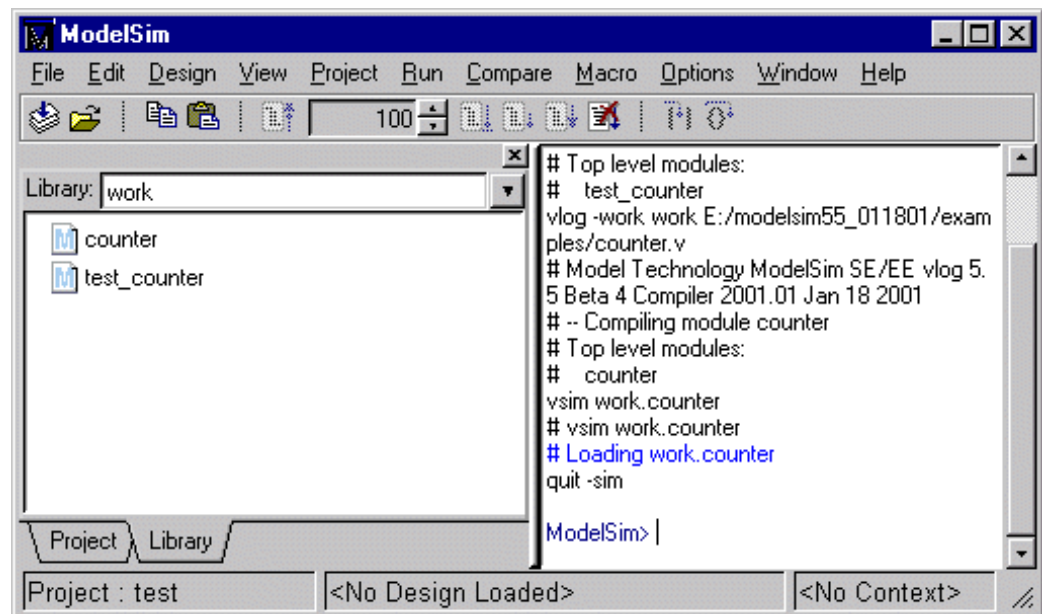 ModelSim
File Edit Design View Project Run Compare Macro Options Window Help
100
Library: work
counter
test_counter
Project Library
# Top level modules:
# test_counter
vlog -work work E:/modelsim55_011801/exam
ples/counter.v
# Model Technology ModelSim SE/EE vlog 5.
5 Beta 4 Compiler 2001.01 Jan 18 2001
# -- Compiling module counter
# Top level modules:
# counter
vsim work.counter
# vsim work.counter
# Loading work.counter
quit -sim
ModelSim>
Project : test <No Design Loaded> <No Context>